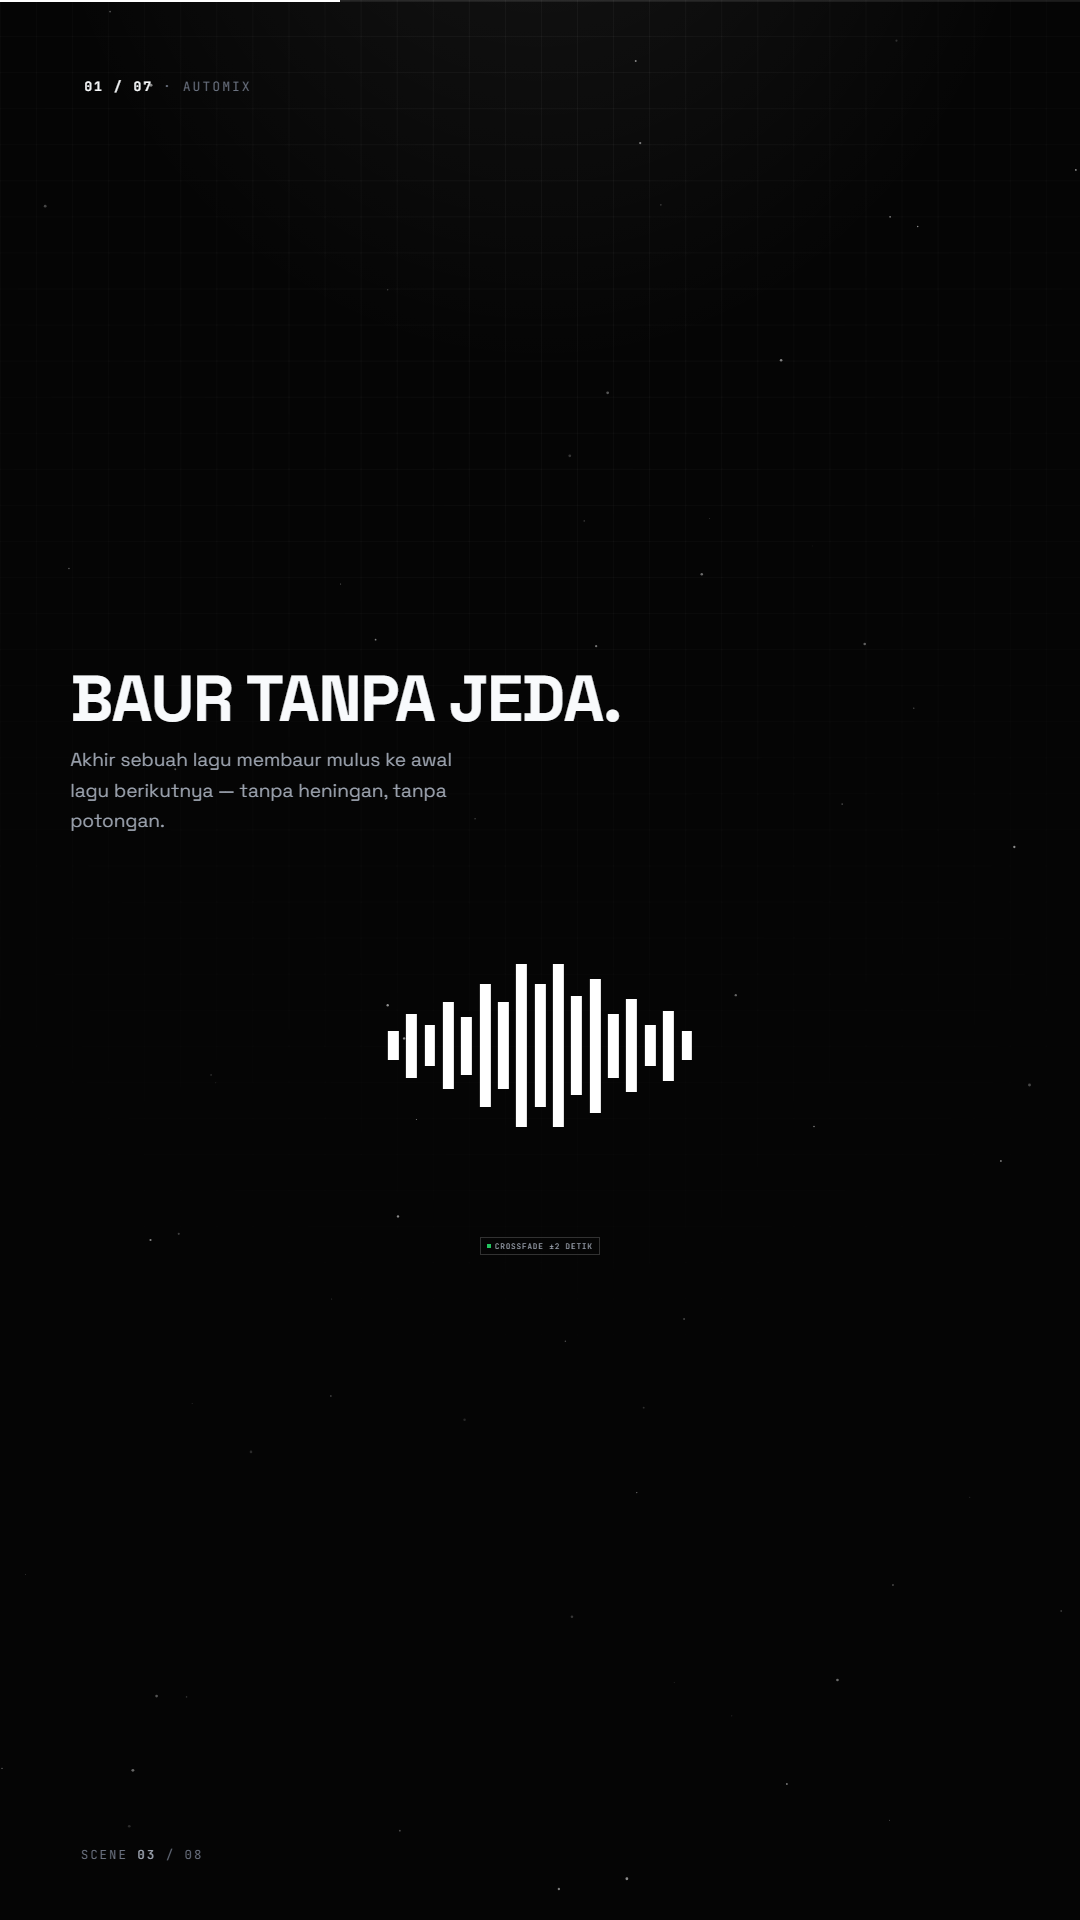 01 / 07 · AUTOMIX
BAUR TANPA JEDA.
Akhir sebuah lagu membaur mulus ke awal
lagu berikutnya — tanpa heningan, tanpa
potongan.
CROSSFADE ±2 DETIK
SCENE 03 / 08